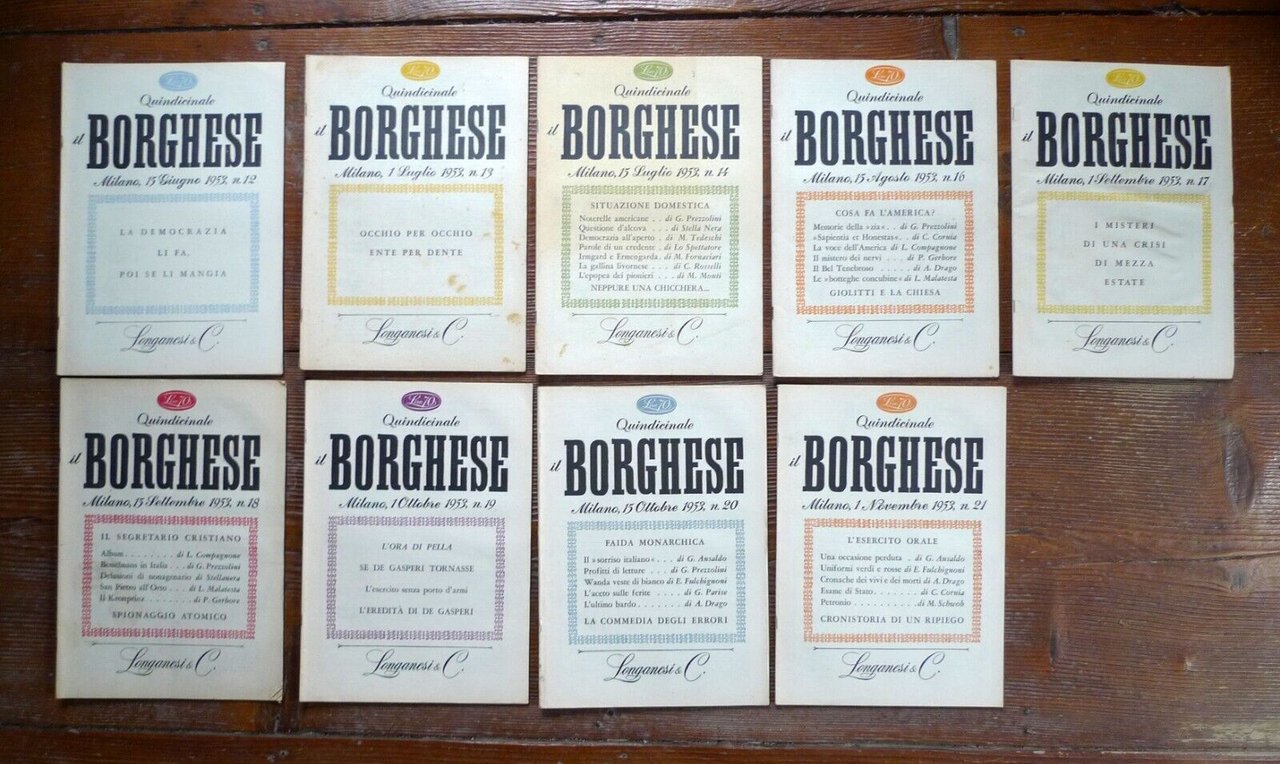 L. 70.
Quindicinale
il BORGHESE
Milano, 15 Giugno 1953, n. 12
LA DEMOCRAZIA
LI FA,
POI SE LI MANGIA
Longanesi & C.
L. 70.
Quindicinale
il BORGHESE
Milano, 1 Luglio 1953, n. 13
OCCHIO PER OCCHIO
ENTE PER DENTE
Longanesi & C.
L. 70.
Quindicinale
il BORGHESE
Milano, 15 Luglio 1953, n. 14
SITUAZIONE DOMESTICA
Noterelle americane . . di G. Prezzolini
Questione d'alcova . . di Stella Nera
Democrazia all'aperto . di M. Tedeschi
Parole di un credente . di Lo Sputtatore
Irmgard e Ermengarda. di M. Fornaciari
La gallina livornese . . di C. Rosselli
L'epopea dei pionieri . . di M. Monti
NEPPURE UNA CHICCHERA...
Longanesi & C.
L. 70.
Quindicinale
il BORGHESE
Milano, 15 Agosto 1953, n. 16
COSA FA L'AMERICA?
Memorie della »zia« . di G. Prezzolini
»Sapientia et Honestas« . di C. Coruia
La voce dell'America di L. Compagnone
Il mistero dei nervi . . di P. Gerbore
Il Bel Tenebroso . . . . di A. Drago
Le »botteghe concubine« di L. Malatesta
GIOLITTI E LA CHIESA
Longanesi & C.
L. 70.
Quindicinale
il BORGHESE
Milano, 1 Settembre 1953, n. 17
I MISTERI
DI UNA CRISI
DI MEZZA
ESTATE
Longanesi & C.
L. 70.
Quindicinale
il BORGHESE
Milano, 15 Settembre 1953, n. 18
IL SEGRETARIO CRISTIANO
Album . . . . . . . . di L. Compagnone
Bentilmans in Italia . . di G. Prezzolini
Delusioni di nonagenario di Stellanera
San Pietro all'Orto . . di L. Malatesta
Il Kronprinz . . . . . . di P. Gerbore
SPIONAGGIO ATOMICO
Longanesi & C.
L. 70.
Quindicinale
il BORGHESE
Milano, 1 Ottobre 1953, n. 19
L'ORA DI PELLA
SE DE GASPERI TORNASSE
L'esercito senza porto d'armi
L'EREDITÀ DI DE GASPERI
Longanesi & C.
L. 70.
Quindicinale
il BORGHESE
Milano, 15 Ottobre 1953, n. 20
FAIDA MONARCHICA
Il »sorriso italiano« . . di G. Ansaldo
Profitti di letture . . di G. Prezzolini
Wanda veste di bianco di E. Fulchignoni
L'aceto sulle ferite . . . . di G. Parise
L'ultimo bardo . . . . . . di A. Drago
LA COMMEDIA DEGLI ERRORI
Longanesi & C.
L. 70.
Quindicinale
il BORGHESE
Milano, 1 Novembre 1953, n. 21
L'ESERCITO ORALE
Una occasione perduta . di G. Ansaldo
Uniformi verdi e rosse di E. Fulchignoni
Cronache dei vivi e dei morti di A. Drago
Esame di Stato . . . . . di C. Coruia
Petronio . . . . . . . . di M. Schuch
CRONISTORIA DI UN RIPIEGO
Longanesi & C.